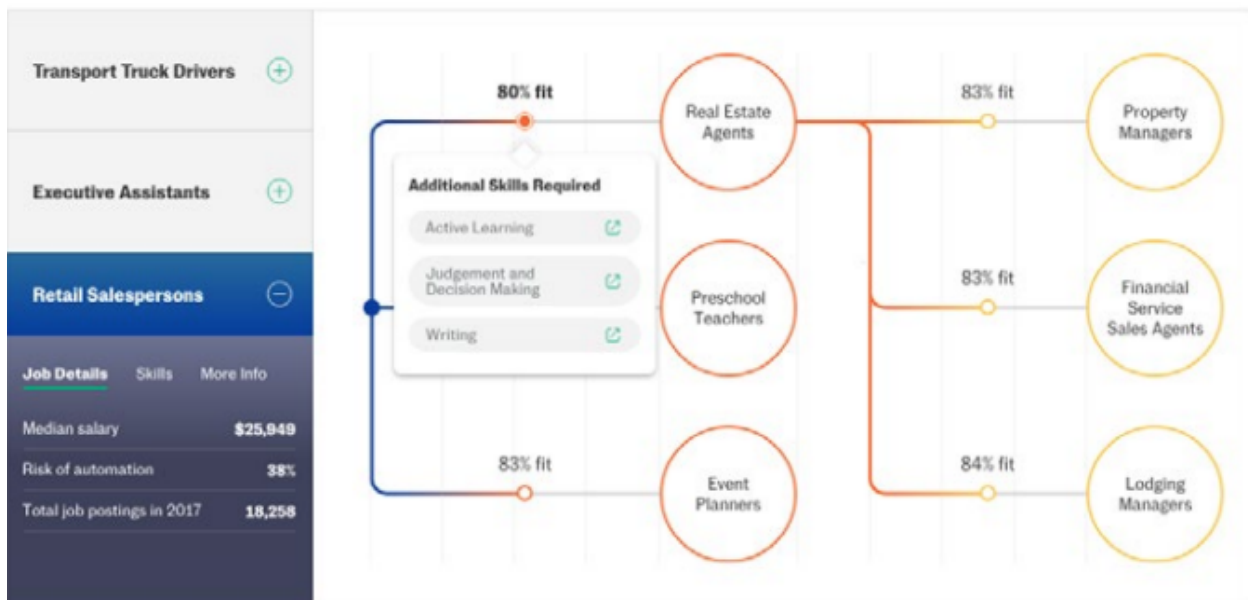 Transport Truck Drivers
Executive Assistants
Retail Salespersons
Job Details Skills More Info
Median salary $25,949
Risk of automation 38%
Total job postings in 2017 18,258
80% fit
Additional Skills Required
Active Learning
Judgement and
Decision Making
Writing
83% fit
Real Estate
Agents
Preschool
Teachers
Event
Planners
83% fit
83% fit
84% fit
Property
Managers
Financial
Service
Sales Agents
Lodging
Managers